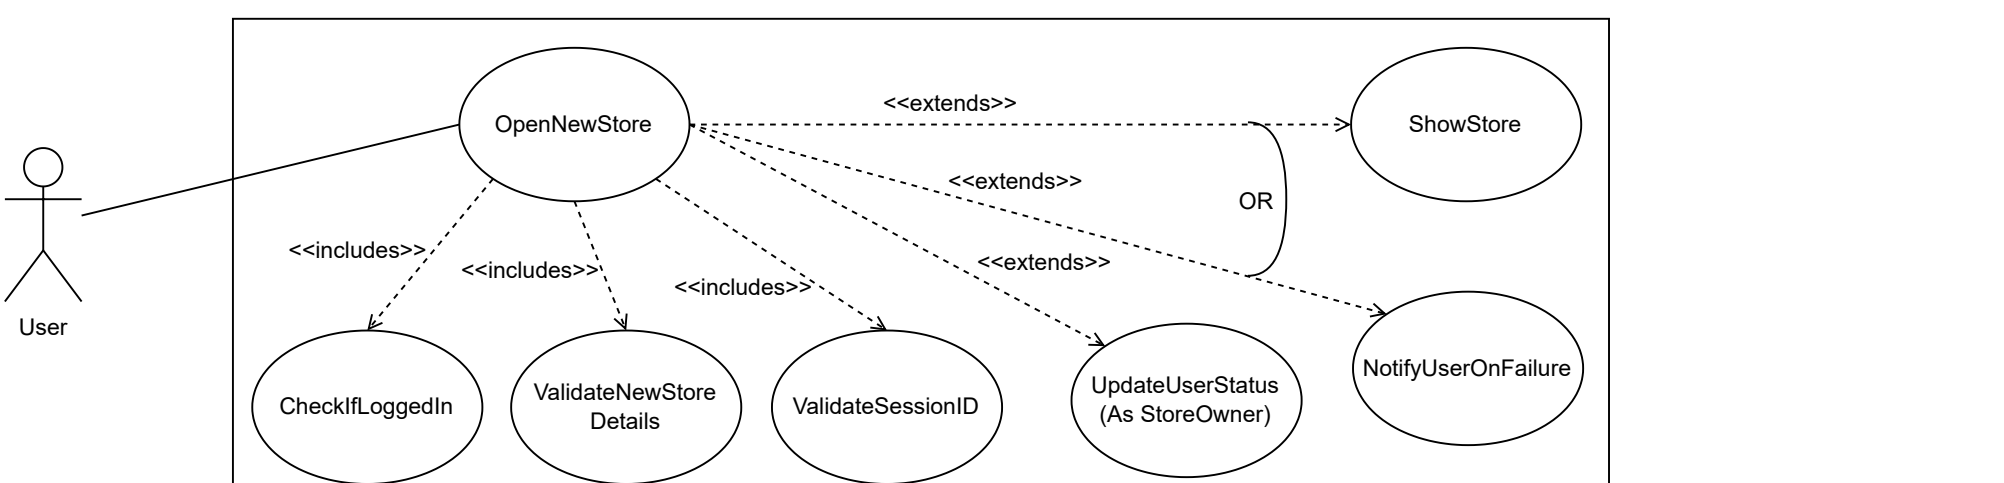 OpenNewStore
<<extends>>
ShowStore
<<extends>>
OR
<<includes>>
<<includes>>
<<extends>>
<<includes>>
User
CheckIfLoggedIn
ValidateNewStore
Details
ValidateSessionID
UpdateUserStatus
(As StoreOwner)
NotifyUserOnFailure